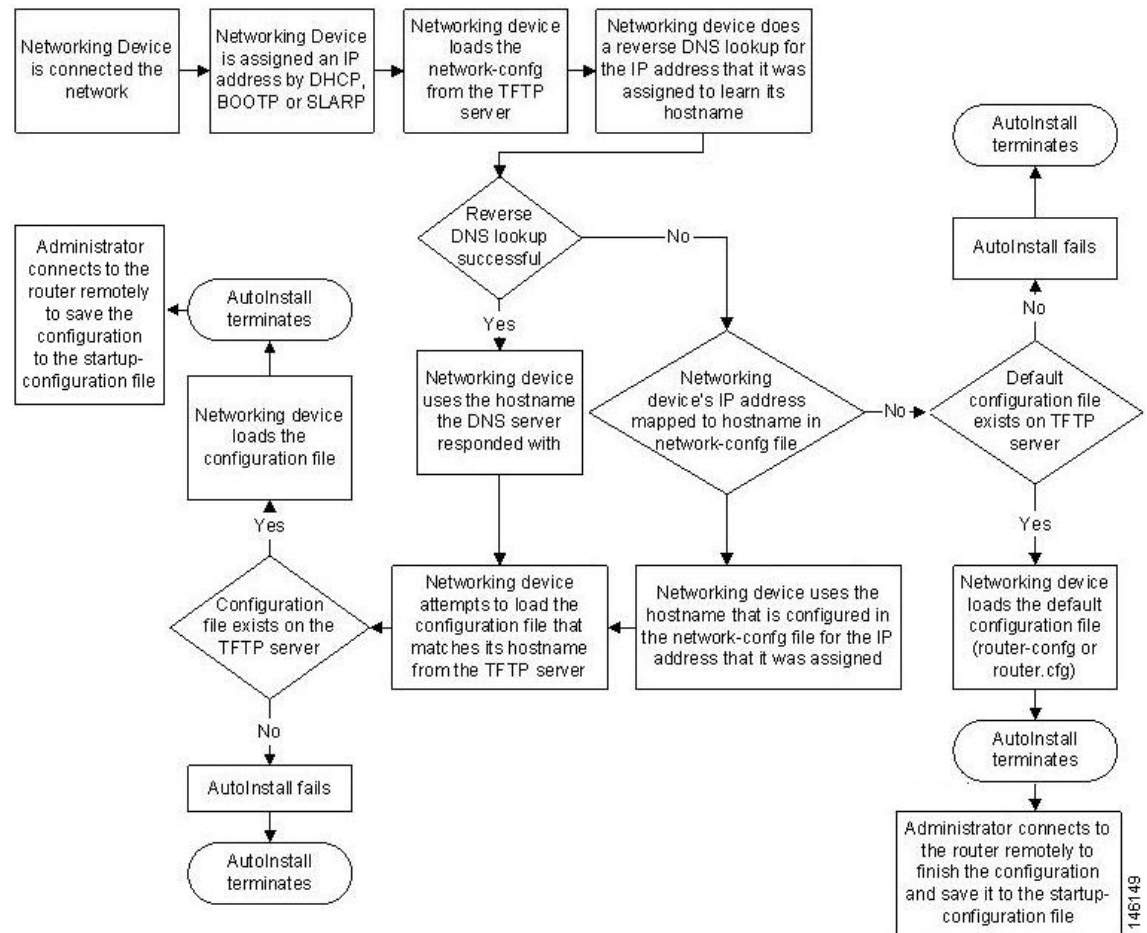 Networking Device
is connected the
network
Networking Device
is assigned an IP
address by DHCP,
BOOTP or SLARP
Networking device
loads the
network-confg
from the TFTP
server
Networking device does
a reverse DNS lookup for
the IP address that it was
assigned to learn its
hostname
AutoInstall
terminates
AutoInstall fails
No
Reverse
DNS lookup
successful
No
Yes
Administrator
connects to the
router remotely
to save the
configuration
to the startup-
configuration file
AutoInstall
terminates
Networking device
loads the
configuration file
Yes
Networking device
uses the hostname
the DNS server
responded with
Networking
device's IP address
mapped to hostname in
network-confg file
No
Default
configuration file
exists on TFTP
server
Yes
Configuration
file exists on the
TFTP server
Networking device
attempts to load the
configuration file that
matches its hostname
from the TFTP server
Networking device uses the
hostname that is configured in
the network-confg file for the IP
address that it was assigned
Networking device
loads the default
configuration file
(router-confg or
router.cfg)
No
AutoInstall fails
AutoInstall
terminates
AutoInstall
terminates
Administrator connects to
the router remotely to
finish the configuration
and save it to the startup-
configuration file
146149